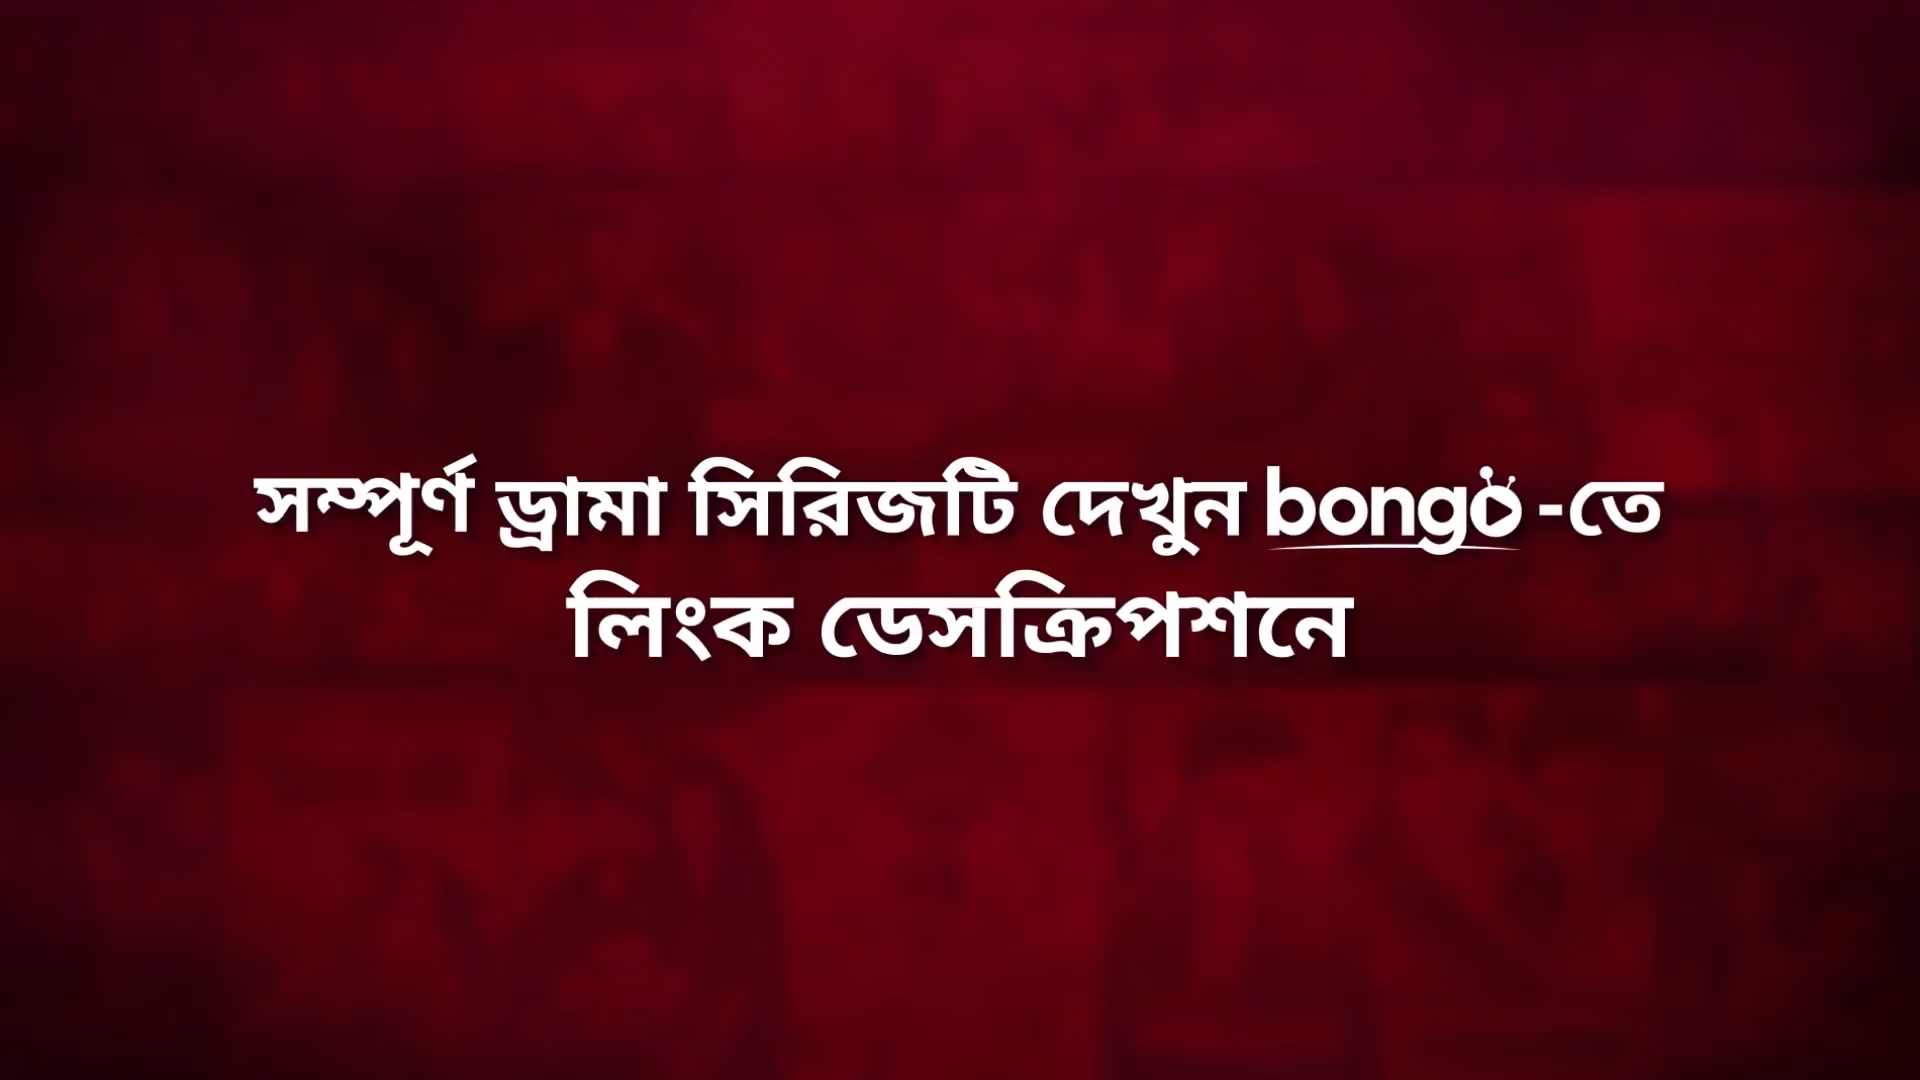 সম্পূর্ণ ড্রামা সিরিজটি দেখুন bongo -তে
লিংক ডেসক্রিপশনে